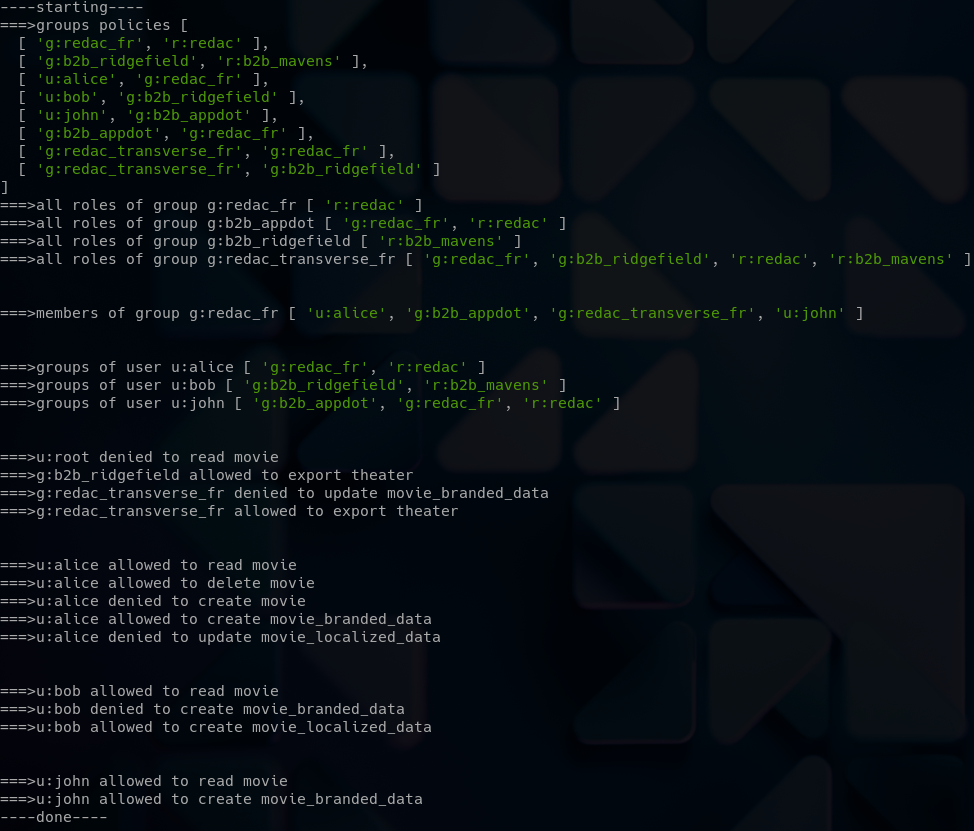 ----starting----
===>groups policies [
  [ 'g:redac_fr', 'r:redac' ],
  [ 'g:b2b_ridgefield', 'r:b2b_mavens' ],
  [ 'u:alice', 'g:redac_fr' ],
  [ 'u:bob', 'g:b2b_ridgefield' ],
  [ 'u:john', 'g:b2b_appdot' ],
  [ 'g:b2b_appdot', 'g:redac_fr' ],
  [ 'g:redac_transverse_fr', 'g:redac_fr' ],
  [ 'g:redac_transverse_fr', 'g:b2b_ridgefield' ]
]
===>all roles of group g:redac_fr [ 'r:redac' ]
===>all roles of group g:b2b_appdot [ 'g:redac_fr', 'r:redac' ]
===>all roles of group g:b2b_ridgefield [ 'r:b2b_mavens' ]
===>all roles of group g:redac_transverse_fr [ 'g:redac_fr', 'g:b2b_ridgefield', 'r:redac', 'r:b2b_mavens' ]
===>members of group g:redac_fr [ 'u:alice', 'g:b2b_appdot', 'g:redac_transverse_fr', 'u:john' ]
===>groups of user u:alice [ 'g:redac_fr', 'r:redac' ]
===>groups of user u:bob [ 'g:b2b_ridgefield', 'r:b2b_mavens' ]
===>groups of user u:john [ 'g:b2b_appdot', 'g:redac_fr', 'r:redac' ]
===>u:root denied to read movie
===>g:b2b_ridgefield allowed to export theater
===>g:redac_transverse_fr denied to update movie_branded_data
===>g:redac_transverse_fr allowed to export theater
===>u:alice allowed to read movie
===>u:alice allowed to delete movie
===>u:alice denied to create movie
===>u:alice allowed to create movie_branded_data
===>u:alice denied to update movie_localized_data
===>u:bob allowed to read movie
===>u:bob denied to create movie_branded_data
===>u:bob allowed to create movie_localized_data
===>u:john allowed to read movie
===>u:john allowed to create movie_branded_data
----done----